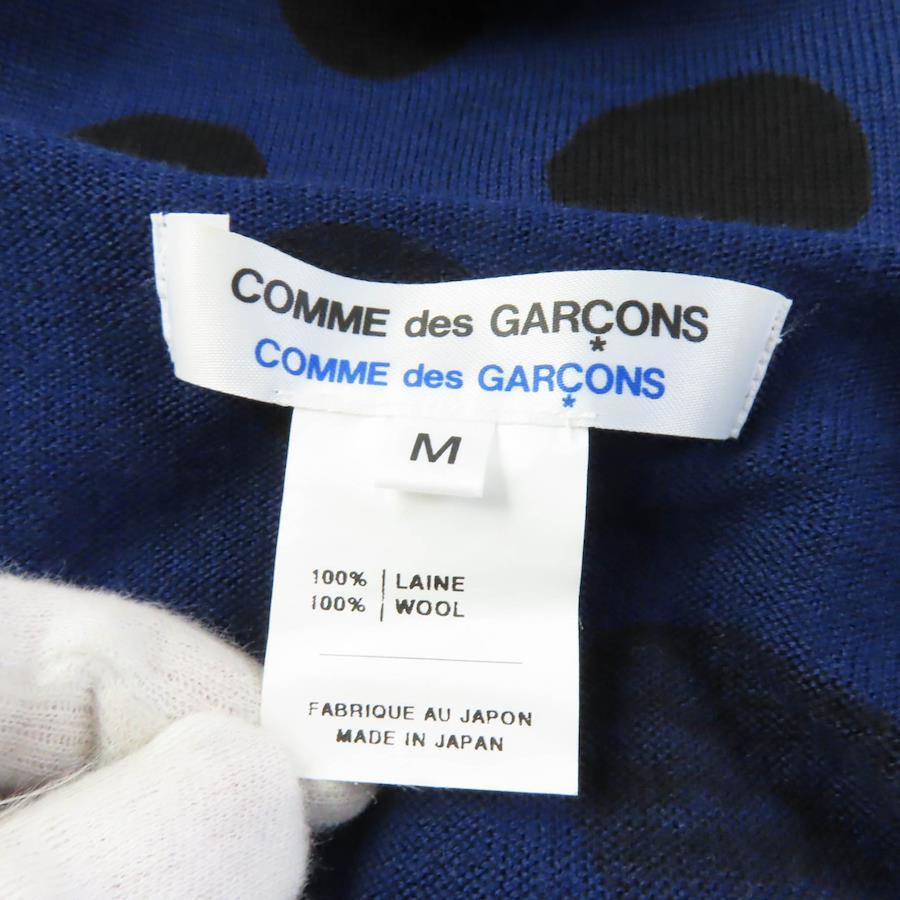 COMME des GARÇONS
*
COMME des GARÇONS
*
M
100% | LAINE
100% | WOOL
FABRIQUE AU JAPON
MADE IN JAPAN